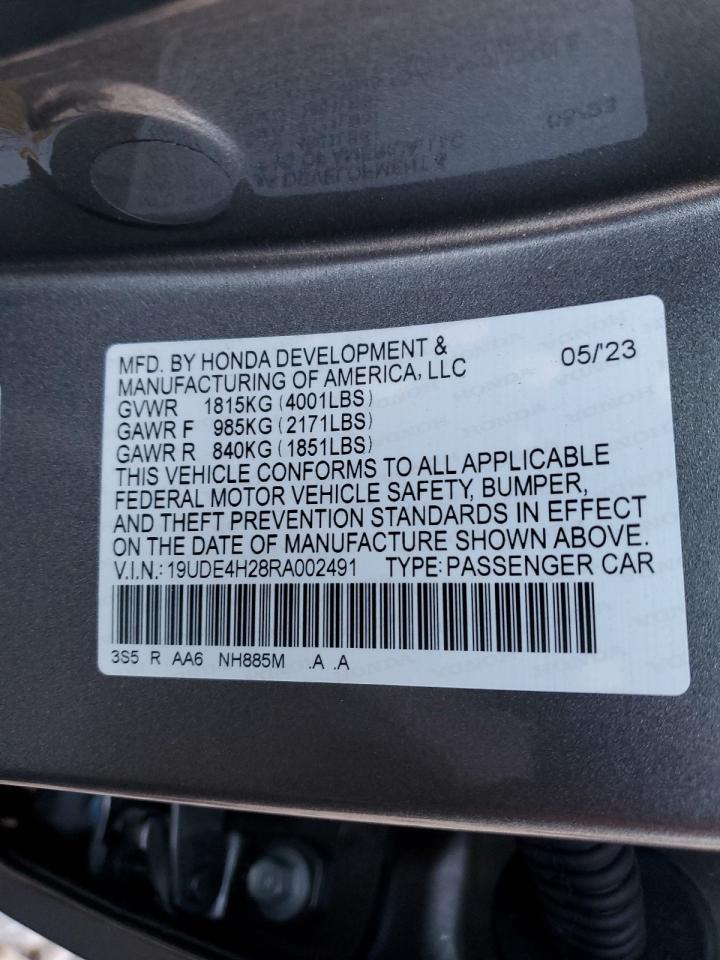 MFD. BY HONDA DEVELOPMENT &
MANUFACTURING OF AMERICA, LLC 05/'23
GVWR 1815KG (4001LBS)
GAWR F 985KG (2171LBS)
GAWR R 840KG (1851LBS)
THIS VEHICLE CONFORMS TO ALL APPLICABLE
FEDERAL MOTOR VEHICLE SAFETY, BUMPER,
AND THEFT PREVENTION STANDARDS IN EFFECT
ON THE DATE OF MANUFACTURE SHOWN ABOVE.
V.I.N.: 19UDE4H28RA002491 TYPE: PASSENGER CAR
3S5 R AA6 NH885M .A .A